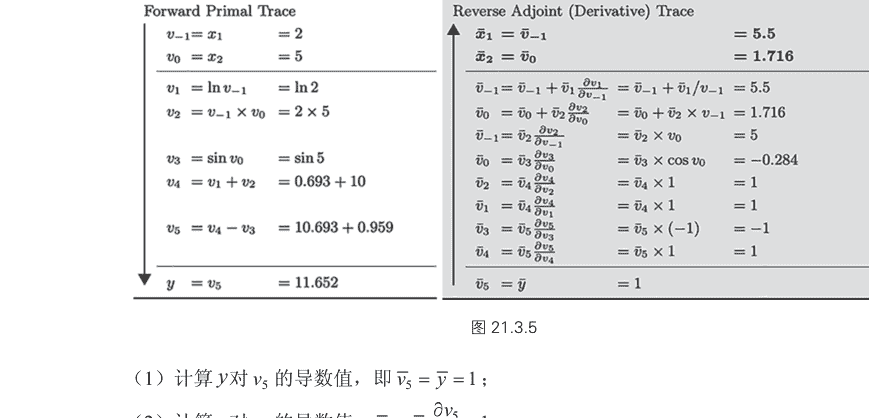 Forward Primal Trace
v₋₁= x₁ = 2
v₀ = x₂ = 5
v₁ = ln v₋₁ = ln 2
v₂ = v₋₁ × v₀ = 2 × 5
v₃ = sin v₀ = sin 5
v₄ = v₁ + v₂ = 0.693 + 10
v₅ = v₄ − v₃ = 10.693 + 0.959
y = v₅ = 11.652
Reverse Adjoint (Derivative) Trace
x̄₁ = v̄₋₁ = 5.5
x̄₂ = v̄₀ = 1.716
v̄₋₁= v̄₋₁ + v̄₁ ∂v₁/∂v₋₁ = v̄₋₁ + v̄₁/v₋₁ = 5.5
v̄₀ = v̄₀ + v̄₂ ∂v₂/∂v₀ = v̄₀ + v̄₂ × v₋₁ = 1.716
v̄₋₁= v̄₂ ∂v₂/∂v₋₁ = v̄₂ × v₀ = 5
v̄₀ = v̄₃ ∂v₃/∂v₀ = v̄₃ × cos v₀ = −0.284
v̄₂ = v̄₄ ∂v₄/∂v₂ = v̄₄ × 1 = 1
v̄₁ = v̄₄ ∂v₄/∂v₁ = v̄₄ × 1 = 1
v̄₃ = v̄₅ ∂v₅/∂v₃ = v̄₅ × (−1) = −1
v̄₄ = v̄₅ ∂v₅/∂v₄ = v̄₅ × 1 = 1
v̄₅ = ȳ = 1
图 21.3.5
（1）计算 y对 v₅ 的导数值，即 v̄₅ = ȳ = 1；
∂v₅